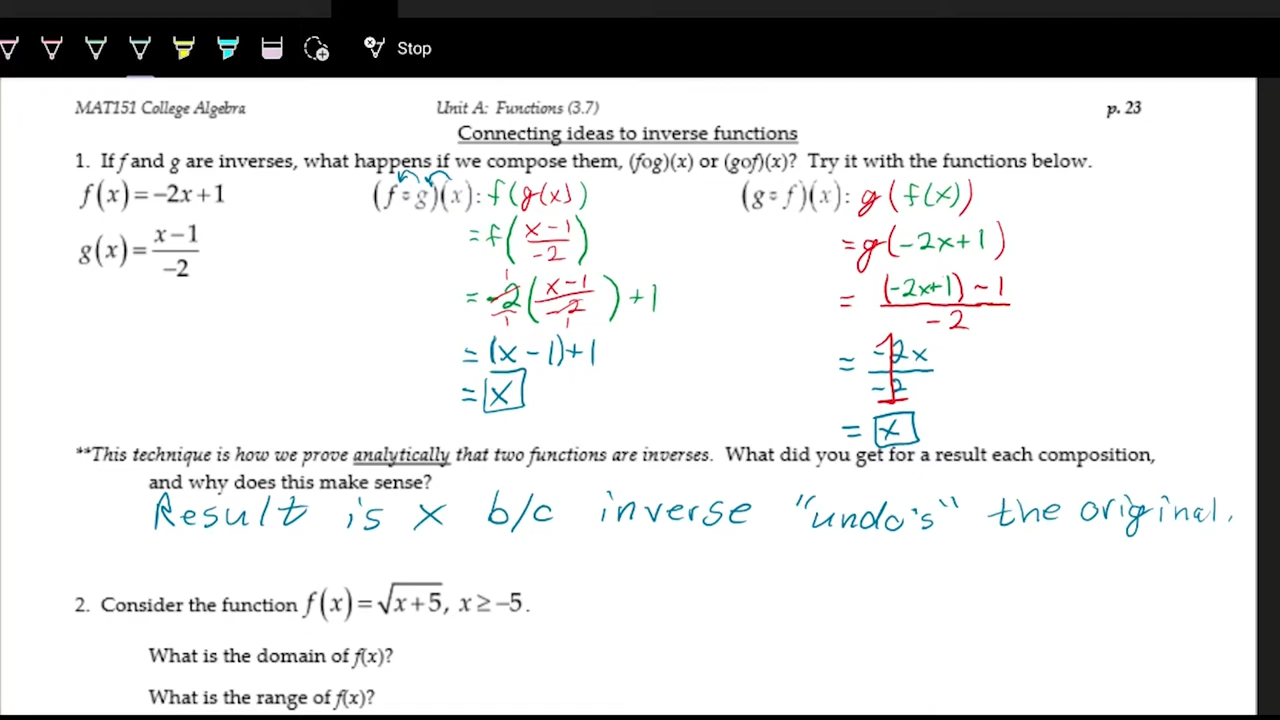 Stop
MAT151 College Algebra Unit A: Functions (3.7) p. 23
Connecting ideas to inverse functions
1. If f and g are inverses, what happens if we compose them, (fog)(x) or (gof)(x)? Try it with the functions below.
f(x) = -2x+1 (f∘g)(x): f(g(x)) (g∘f)(x): g(f(x))
g(x) = (x-1)/-2 = f((x-1)/-2) = g(-2x+1)
= -2((x-1)/-2) + 1 = ((-2x+1) - 1)/-2
= (x - 1)+1 = -2x/-2
= x = x
**This technique is how we prove analytically that two functions are inverses. What did you get for a result each composition,
and why does this make sense?
Result is x b/c inverse "undo's" the original.
2. Consider the function f(x) = √(x+5), x ≥ -5.
What is the domain of f(x)?
What is the range of f(x)?